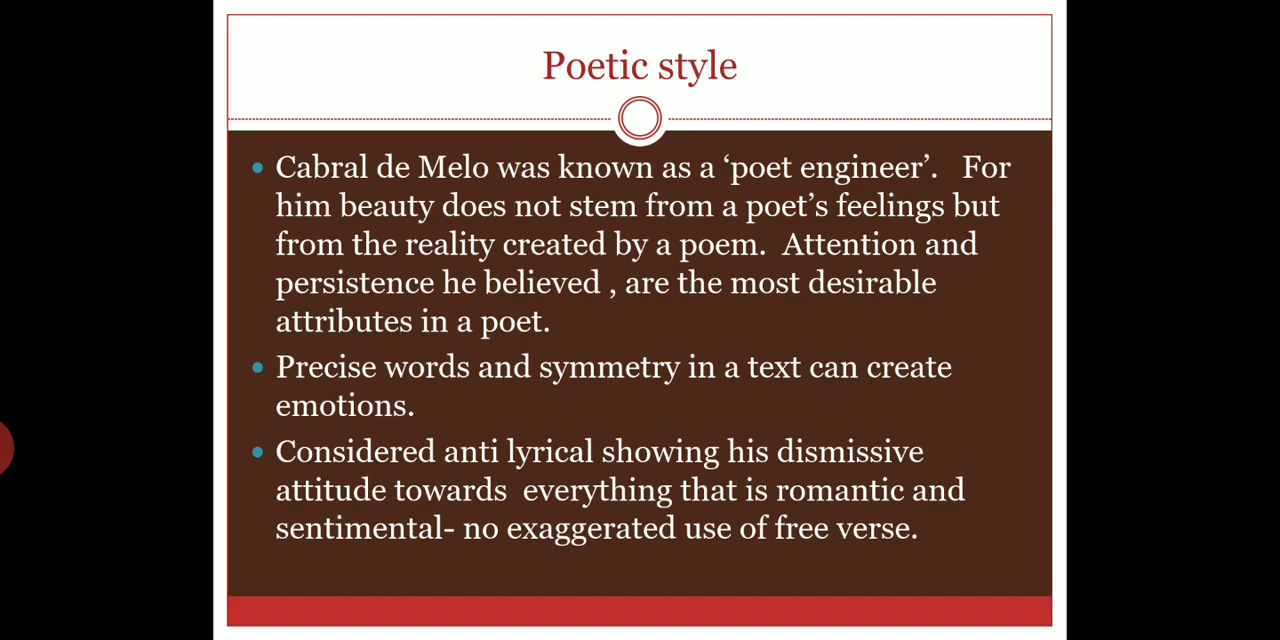 Poetic style
Cabral de Melo was known as a ‘poet engineer’. For
him beauty does not stem from a poet’s feelings but
from the reality created by a poem. Attention and
persistence he believed , are the most desirable
attributes in a poet.
Precise words and symmetry in a text can create
emotions.
Considered anti lyrical showing his dismissive
attitude towards everything that is romantic and
sentimental- no exaggerated use of free verse.